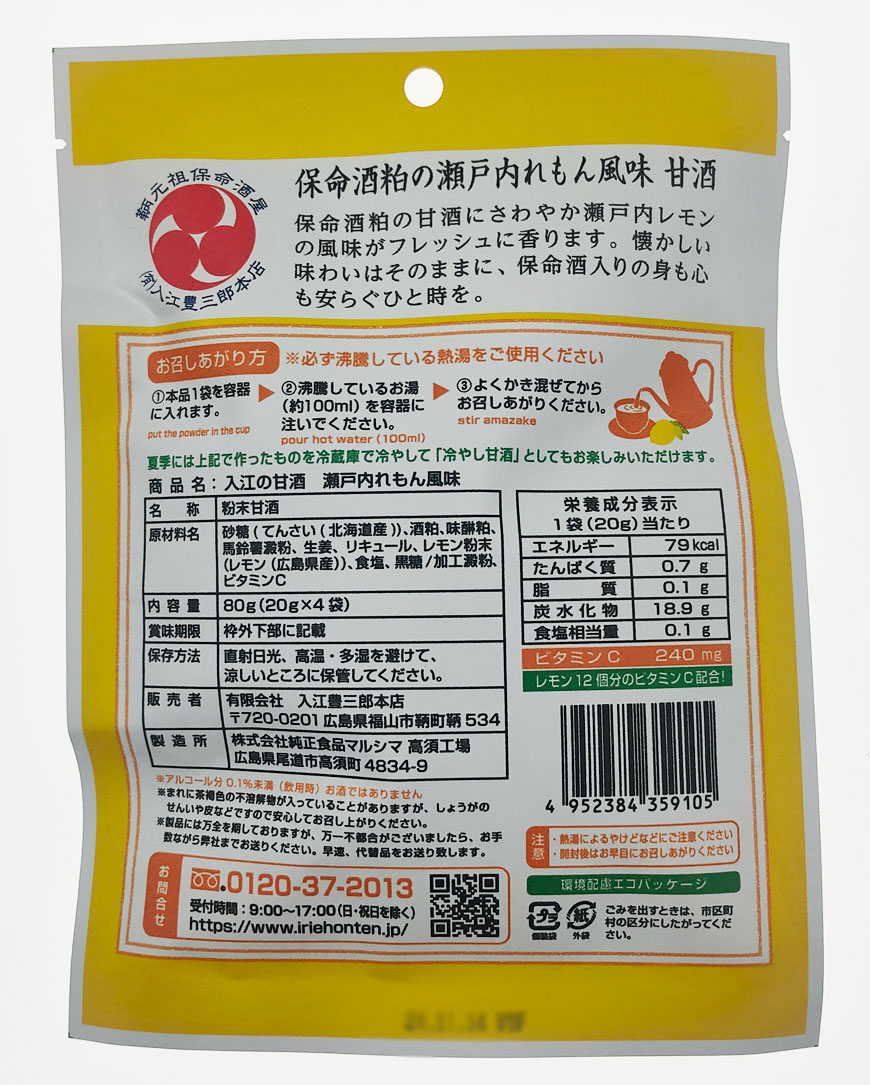 鞆元祖保命酒屋
㈲入江豊三郎本店
保命酒粕の瀬戸内れもん風味 甘酒
保命酒粕の甘酒にさわやか瀬戸内レモン
の風味がフレッシュに香ります。懐かしい
味わいはそのままに、保命酒入りの身も心
も安らぐひと時を。
お召しあがり方
※必ず沸騰している熱湯をご使用ください
①本品1袋を容器
に入れます。
put the powder in the cup
②沸騰しているお湯
(約100ml)を容器に
注いでください。
pour hot water (100ml)
③よくかき混ぜてから
お召しあがりください。
stir amazake
夏季には上記で作ったものを冷蔵庫で冷やして「冷やし甘酒」としてもお楽しみいただけます。
商品名:入江の甘酒 瀬戸内れもん風味
名称 粉末甘酒
原材料名 砂糖(てんさい(北海道産))、酒粕、味醂粕、
馬鈴薯澱粉、生姜、リキュール、レモン粉末
(レモン(広島県産))、食塩、黒糖/加工澱粉、
ビタミンC
内容量 80g(20g×4袋)
賞味期限 枠外下部に記載
保存方法 直射日光、高温・多湿を避けて、
涼しいところに保管してください。
販売者 有限会社 入江豊三郎本店
〒720-0201 広島県福山市鞆町鞆534
製造所 株式会社純正食品マルシマ 高須工場
広島県尾道市高須町4834-9
※アルコール分0.1%未満(飲用時)お酒ではありません
※まれに茶褐色の不溶解物が入っていることがありますが、しょうがの
せんいや皮などですので安心してお召し上がりください。
※製品には万全を期しておりますが、万一不都合がございましたら、お手
数ながら弊社までお送りください。早速、代替品をお送り致します。
お問合せ
0120-37-2013
受付時間:9:00〜17:00(日・祝日を除く)
https://www.iriehonten.jp/
栄養成分表示
1袋(20g)当たり
エネルギー 79kcal
たんぱく質 0.7 g
脂質 0.1 g
炭水化物 18.9 g
食塩相当量 0.1 g
ビタミンC 240mg
レモン12個分のビタミンC配合!
4 952384 359105
注意
・熱湯によるやけどなどにご注意ください
・開封後はお早目にお召しあがりください
環境配慮エコパッケージ
プラ
個装袋
紙
外袋
ごみを出すときは、市区町
村の区分にしたがってくだ
さい。